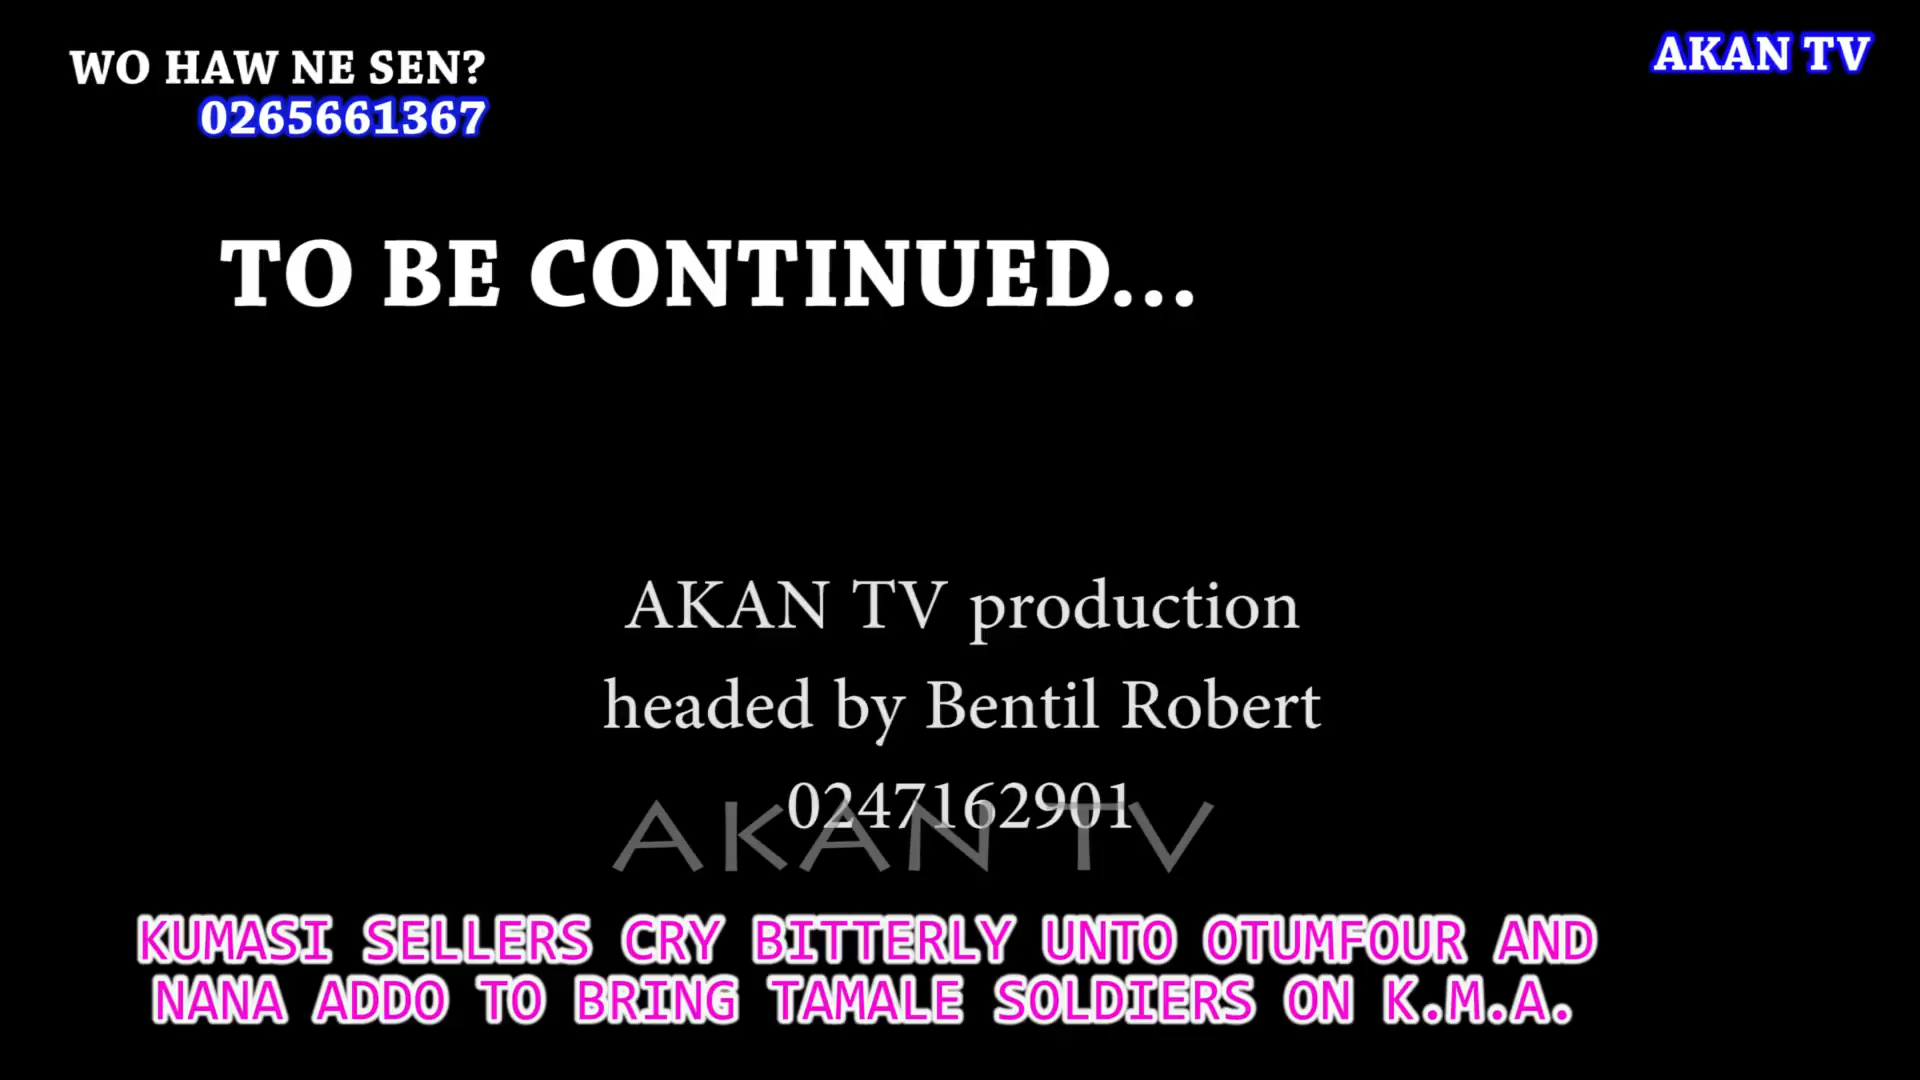 WO HAW NE SEN?
0265661367
AKAN TV
TO BE CONTINUED...
AKAN TV production
headed by Bentil Robert
0247162901
AKAN TV
KUMASI SELLERS CRY BITTERLY UNTO OTUMFOUR AND
NANA ADDO TO BRING TAMALE SOLDIERS ON K.M.A.